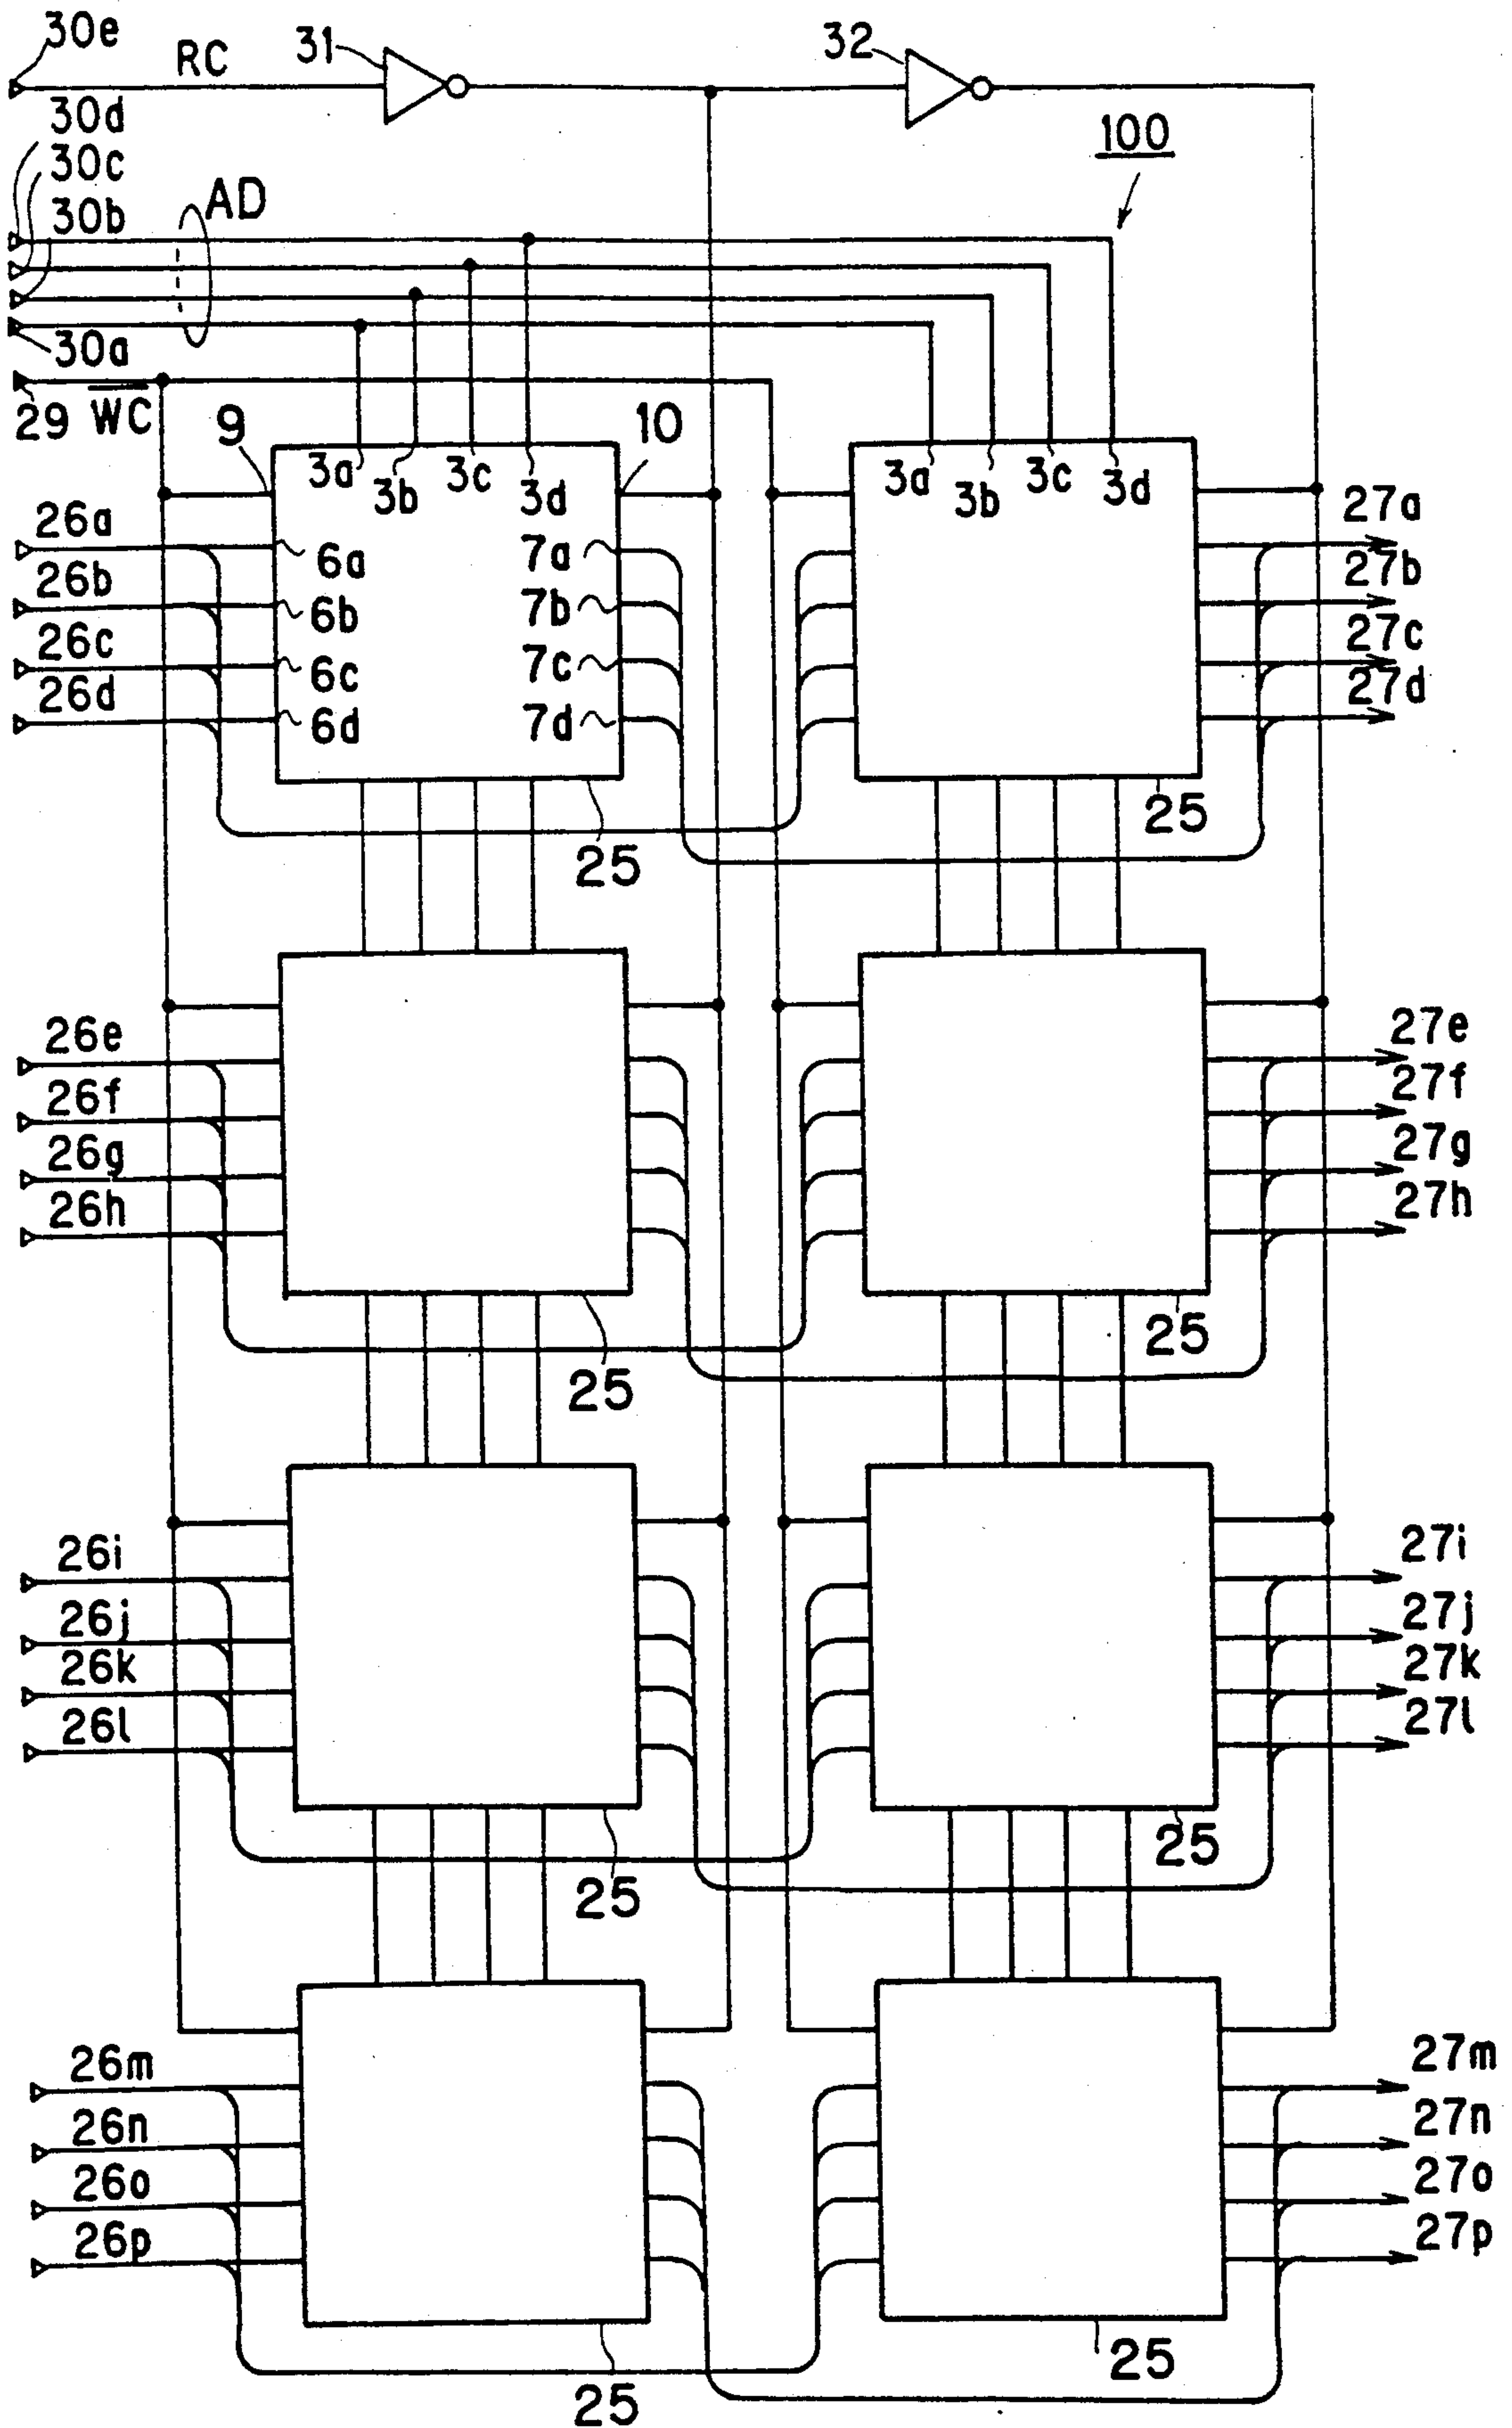 30e
RC
31
32
30d
100
30c
AD
30b
30a
29 W̅C̅
9
10
3a
3b
3c
3d
3a
3b
3c
3d
26a
6a
7a
27a
26b
6b
7b
27b
26c
6c
7c
27c
26d
6d
7d
27d
25
25
26e
27e
26f
27f
26g
27g
26h
27h
25
25
26i
27i
26j
27j
26k
27k
26l
27l
25
25
26m
27m
26n
27n
26o
27o
26p
27p
25
25